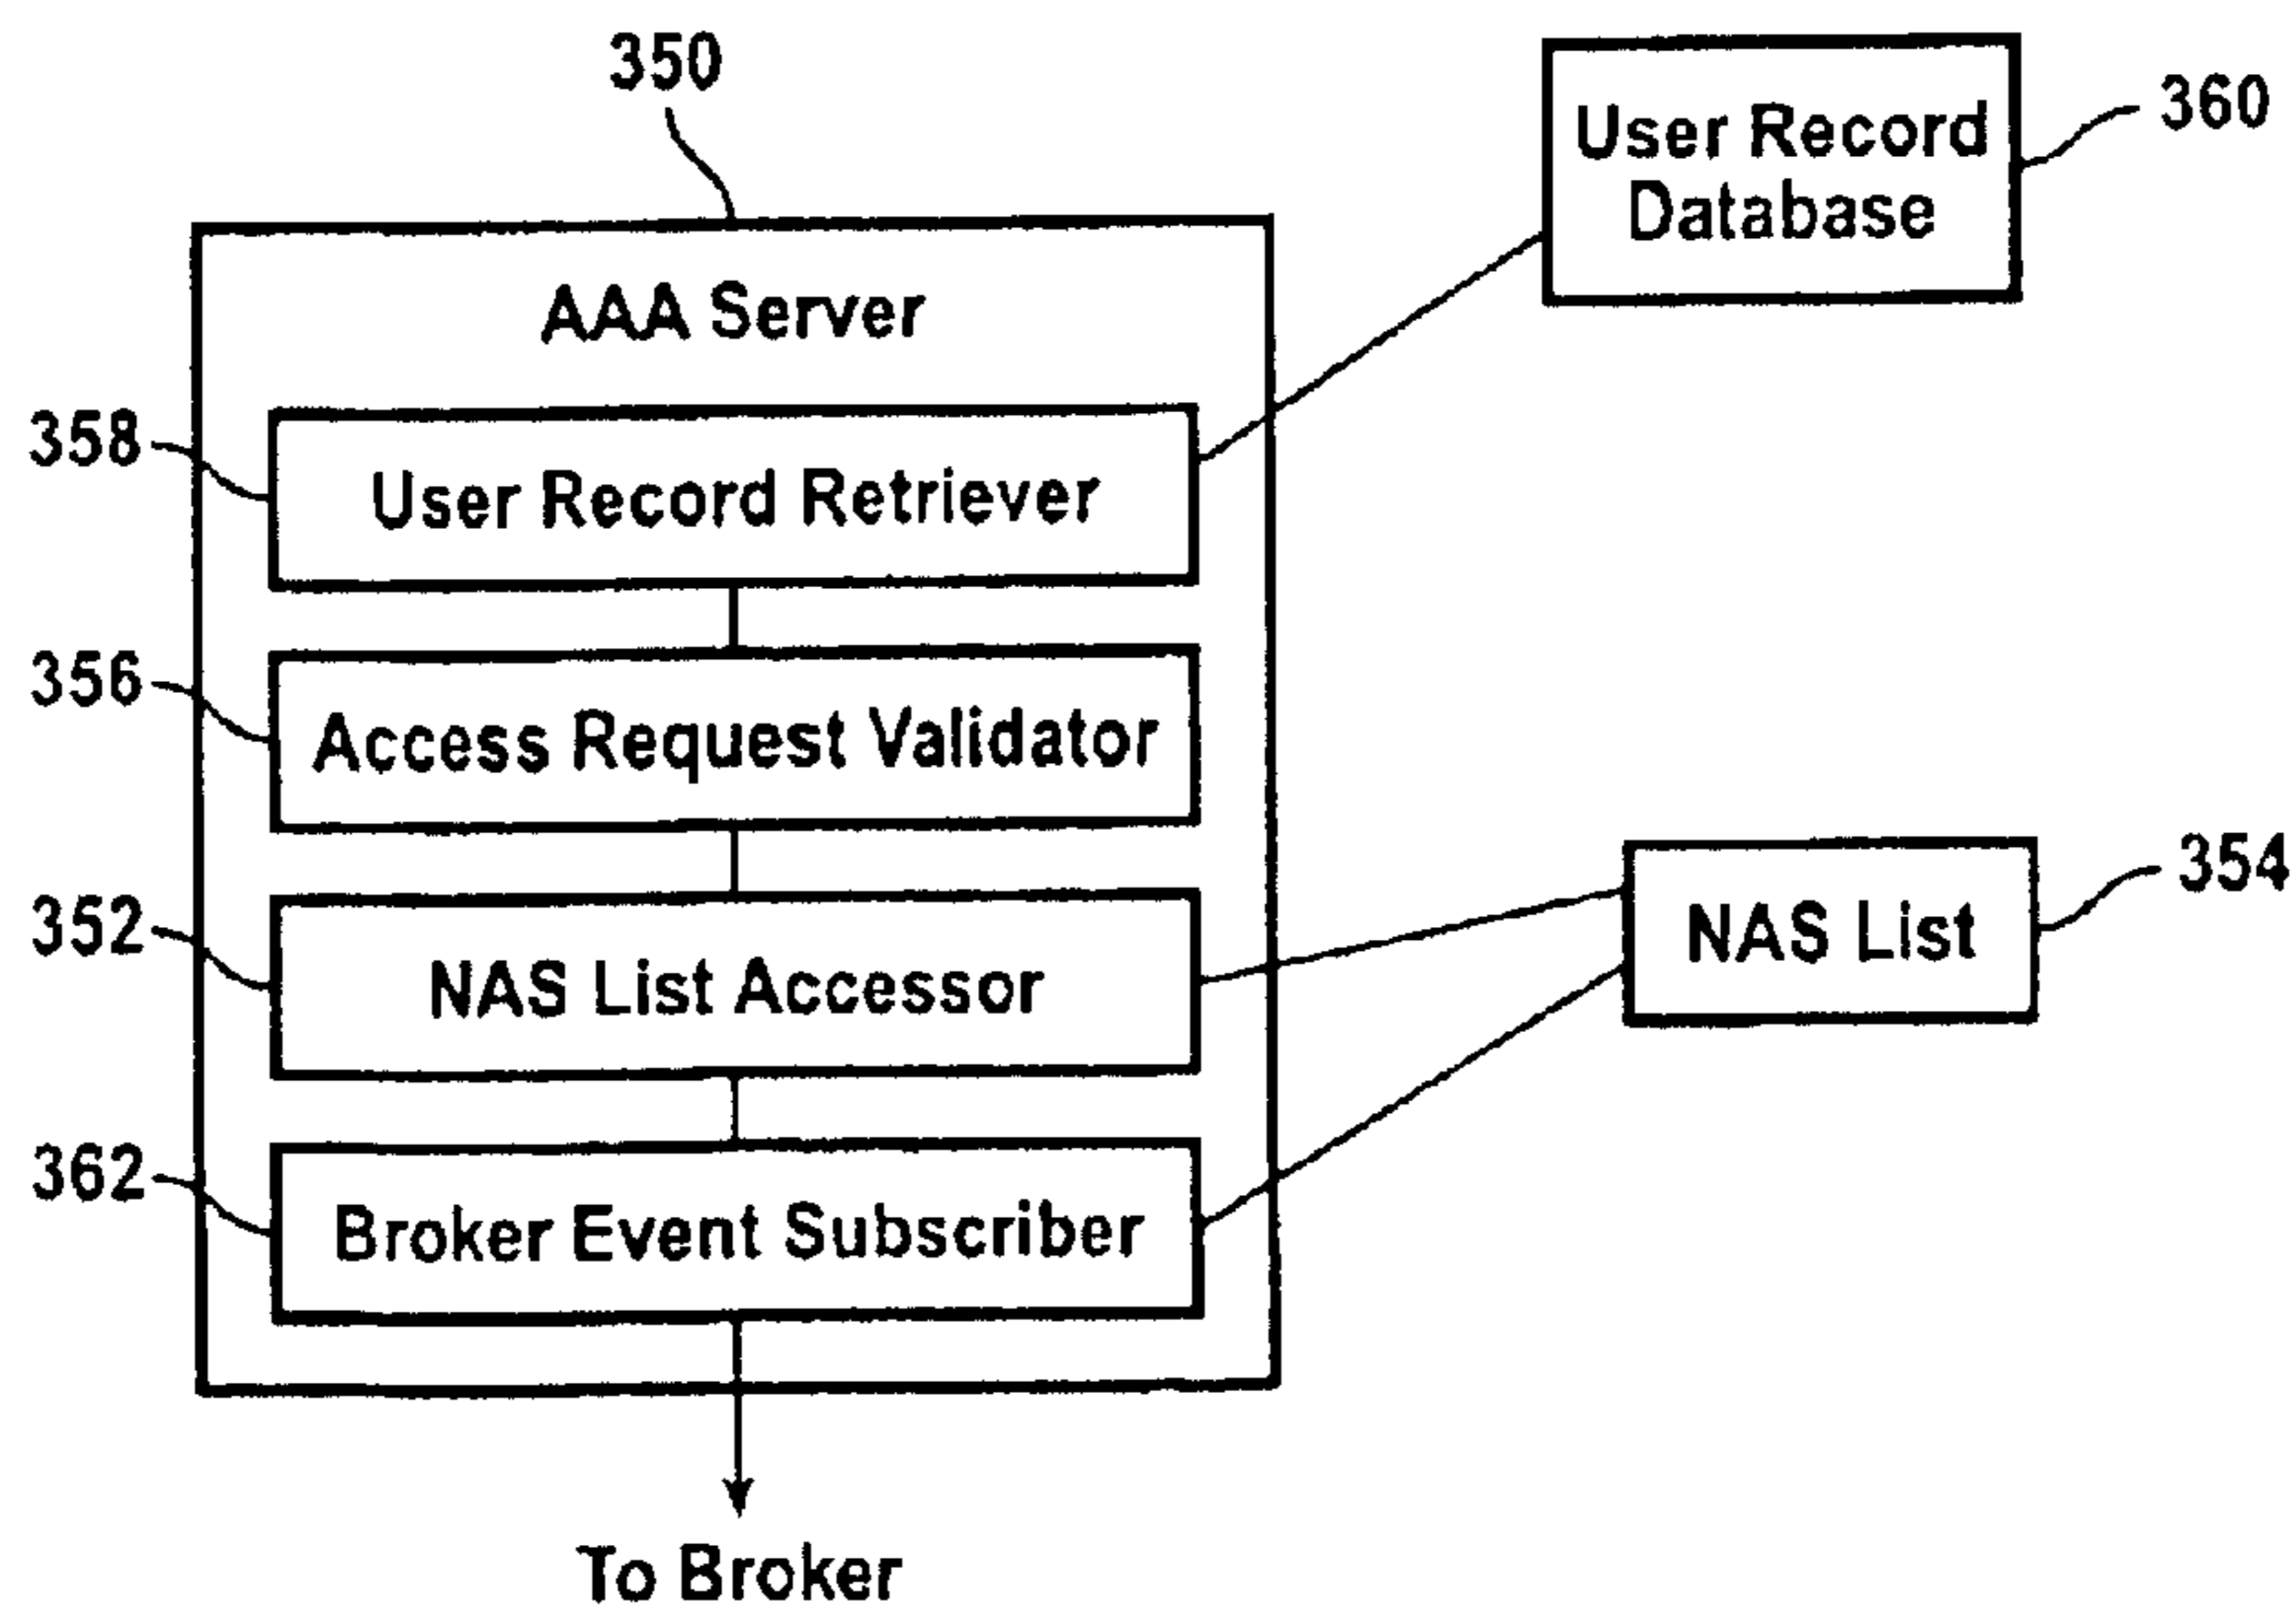 350
User Record
Database
360
AAA Server
358
User Record Retriever
356
Access Request Validator
352
NAS List Accessor
NAS List
354
362
Broker Event Subscriber
To Broker